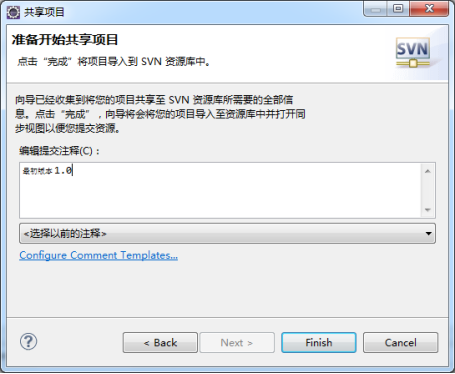 共享项目
准备开始共享项目
点击“完成”将项目导入到 SVN 资源库中。
SVN
向导已经收集到将您的项目共享至 SVN 资源库所需要的全部信
息。点击“完成”，向导将会将您的项目导入至资源库中并打开同
步视图以便您提交资源。
编辑提交注释(C)：
最初版本 1.0
<选择以前的注释>
Configure Comment Templates...
?
< Back
Next >
Finish
Cancel